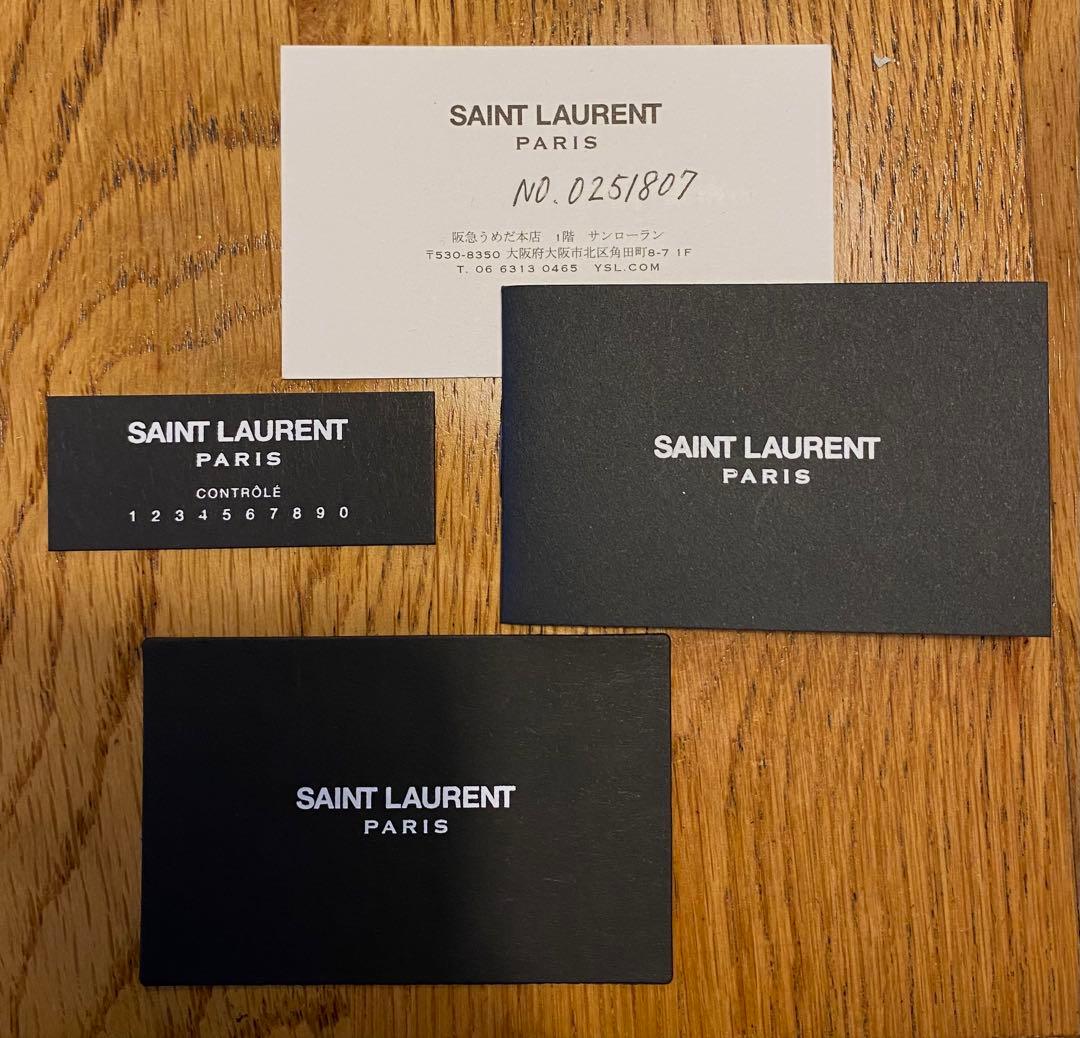 SAINT LAURENT
PARIS
NO. 0251807
阪急うめだ本店 1階 サンローラン
〒530-8350 大阪府大阪市北区角田町8-7 1F
T. 06 6313 0465 YSL.COM
SAINT LAURENT
PARIS
CONTRÔLÉ
1 2 3 4 5 6 7 8 9 0
SAINT LAURENT
PARIS
SAINT LAURENT
PARIS